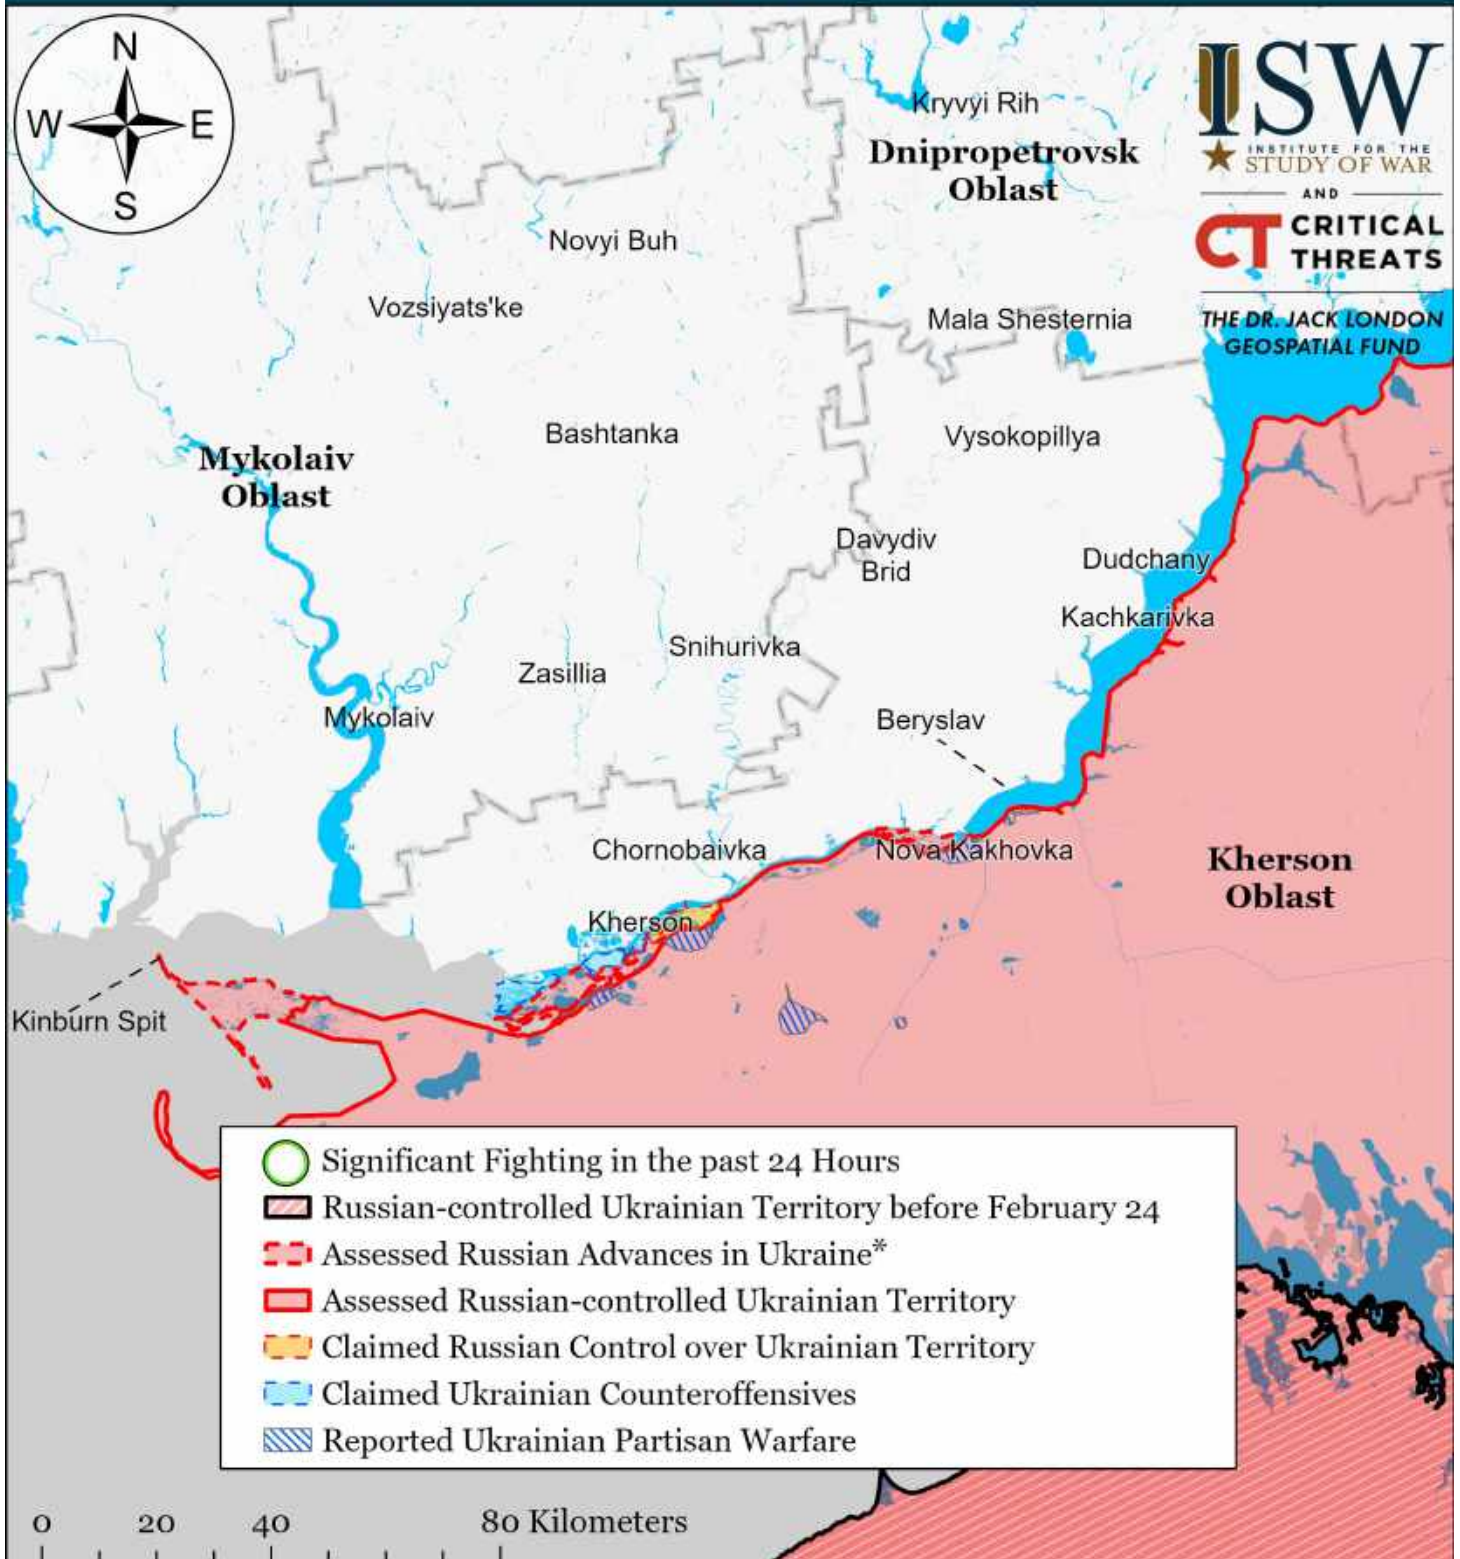 N
W E
S
ISW
INSTITUTE FOR THE
STUDY OF WAR
AND
CT CRITICAL
THREATS
THE DR. JACK LONDON
GEOSPATIAL FUND
Kryvyi Rih
Dnipropetrovsk
Oblast
Novyi Buh
Vozsiyats'ke
Mala Shesternia
Bashtanka
Vysokopillya
Mykolaiv
Oblast
Davydiv
Brid
Dudchany
Kachkarivka
Snihurivka
Zasillia
Mykolaiv
Beryslav
Chornobaivka
Nova Kakhovka
Kherson
Oblast
Kherson
Kinburn Spit
Significant Fighting in the past 24 Hours
Russian-controlled Ukrainian Territory before February 24
Assessed Russian Advances in Ukraine*
Assessed Russian-controlled Ukrainian Territory
Claimed Russian Control over Ukrainian Territory
Claimed Ukrainian Counteroffensives
Reported Ukrainian Partisan Warfare
0 20 40 80 Kilometers